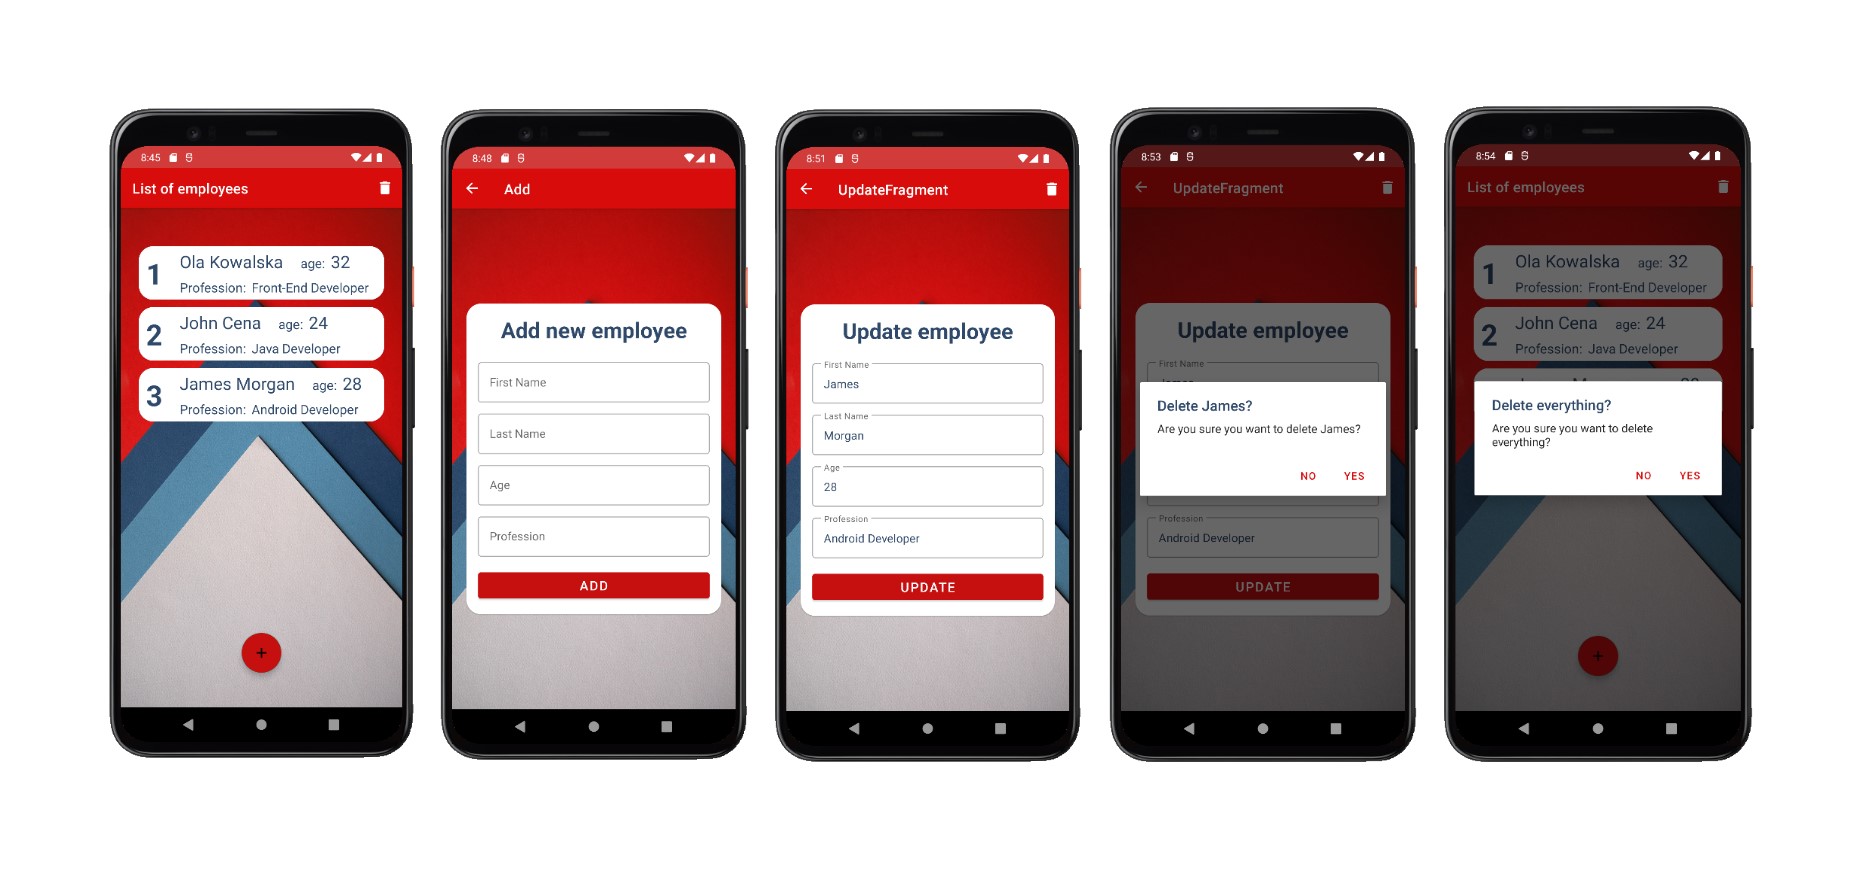 8:45
List of employees
1
Ola Kowalska age: 32
Profession: Front-End Developer
2
John Cena age: 24
Profession: Java Developer
3
James Morgan age: 28
Profession: Android Developer
+
8:48
Add
Add new employee
First Name
Last Name
Age
Profession
ADD
8:51
UpdateFragment
Update employee
First Name
James
Last Name
Morgan
Age
28
Profession
Android Developer
UPDATE
8:53
UpdateFragment
Update employee
First Name
Delete James?
Are you sure you want to delete James?
NO YES
Profession
Android Developer
UPDATE
8:54
List of employees
1
Ola Kowalska age: 32
Profession: Front-End Developer
2
John Cena age: 24
Profession: Java Developer
Delete everything?
Are you sure you want to delete
everything?
NO YES
+